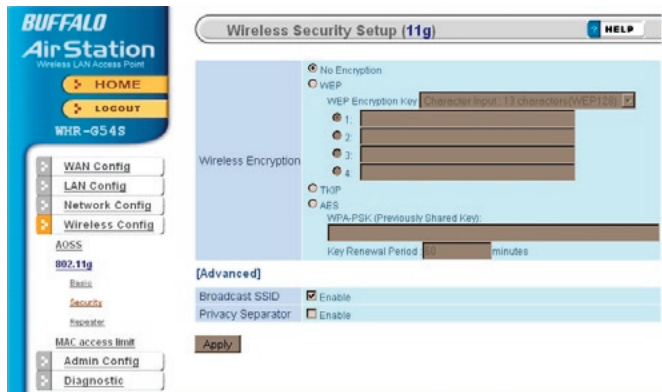 BUFFALO
AirStation
Wireless LAN Access Point
HOME
LOGOUT
WHR-G54S
WAN Config
LAN Config
Network Config
Wireless Config
AOSS
802.11g
Basic
Security
Repeater
MAC access limit
Admin Config
Diagnostic
Wireless Security Setup (11g)
? HELP
Wireless Encryption
No Encryption
WEP
WEP Encryption Key Character Input : 13 characters(WEP128)
1:
2:
3:
4:
TKIP
AES
WPA-PSK (Previously Shared Key):
Key Renewal Period 60 minutes
[Advanced]
Broadcast SSID Enable
Privacy Separator Enable
Apply